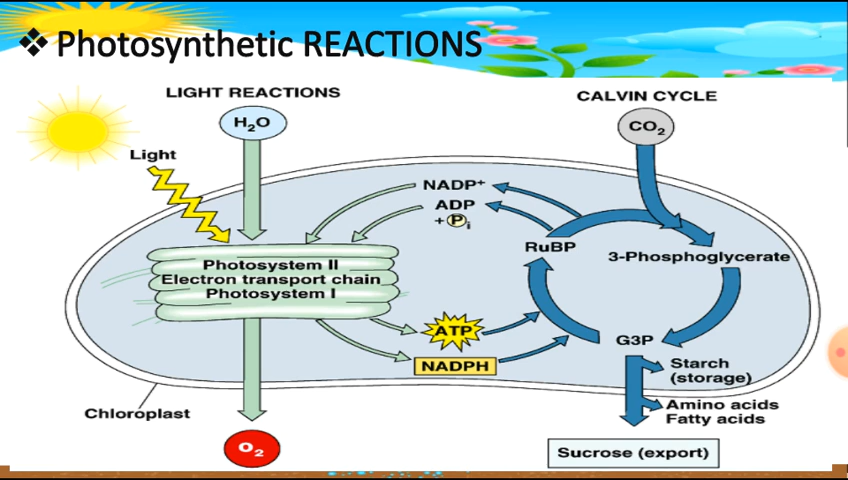 ❖ Photosynthetic REACTIONS
LIGHT REACTIONS
CALVIN CYCLE
H₂O
CO₂
Light
NADP⁺
ADP
+ Pᵢ
RuBP
3-Phosphoglycerate
Photosystem II
Electron transport chain
Photosystem I
ATP
NADPH
G3P
Starch
(storage)
Amino acids
Fatty acids
Chloroplast
O₂
Sucrose (export)